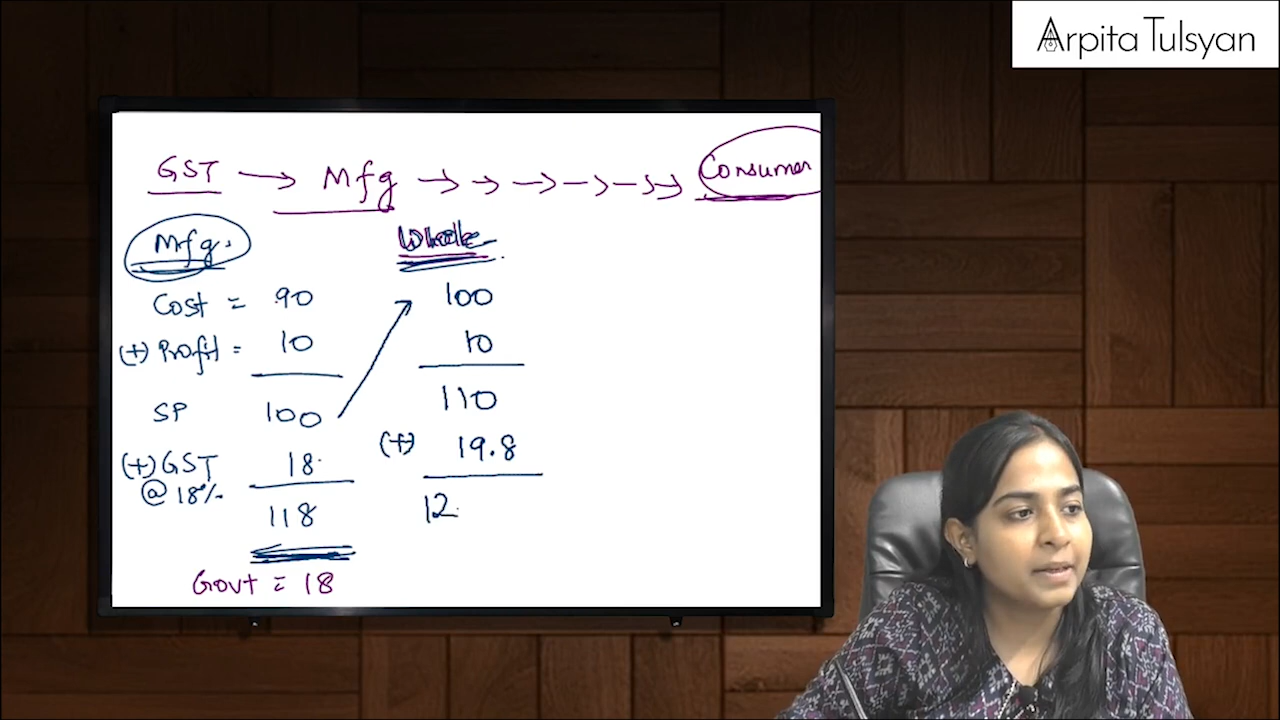 Arpita Tulsyan
GST → Mfg → → → → → → Consumer
Mfg.
Cost = 90
(+) Profit = 10
SP 100
(+) GST 18.
@ 18%
118
Govt = 18
Whole
100
10
110
(+) 19.8
12.